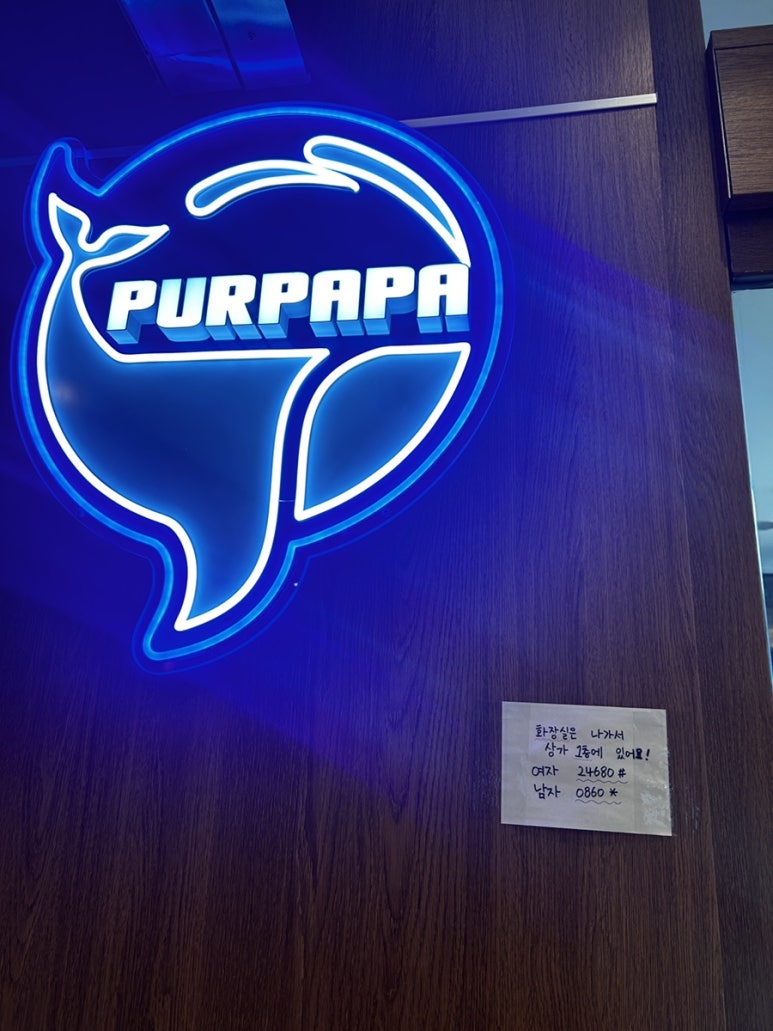 PURPAPA
화장실은 나가서
상가 1층에 있어요!
여자 24680 #
남자 0860 *